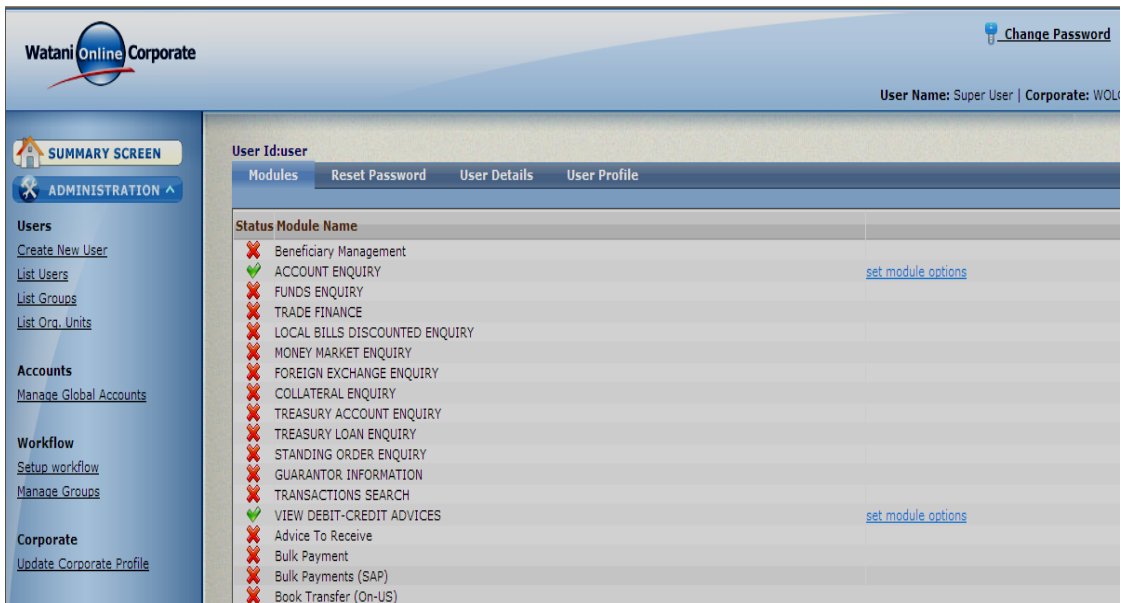 Watani Online Corporate
Change Password
User Name: Super User | Corporate: WOLC
SUMMARY SCREEN
ADMINISTRATION
Users
Create New User
List Users
List Groups
List Org. Units
Accounts
Manage Global Accounts
Workflow
Setup workflow
Manage Groups
Corporate
Update Corporate Profile
User Id:user
Modules Reset Password User Details User Profile
Status Module Name
Beneficiary Management
ACCOUNT ENQUIRY set module options
FUNDS ENQUIRY
TRADE FINANCE
LOCAL BILLS DISCOUNTED ENQUIRY
MONEY MARKET ENQUIRY
FOREIGN EXCHANGE ENQUIRY
COLLATERAL ENQUIRY
TREASURY ACCOUNT ENQUIRY
TREASURY LOAN ENQUIRY
STANDING ORDER ENQUIRY
GUARANTOR INFORMATION
TRANSACTIONS SEARCH
VIEW DEBIT-CREDIT ADVICES set module options
Advice To Receive
Bulk Payment
Bulk Payments (SAP)
Book Transfer (On-US)